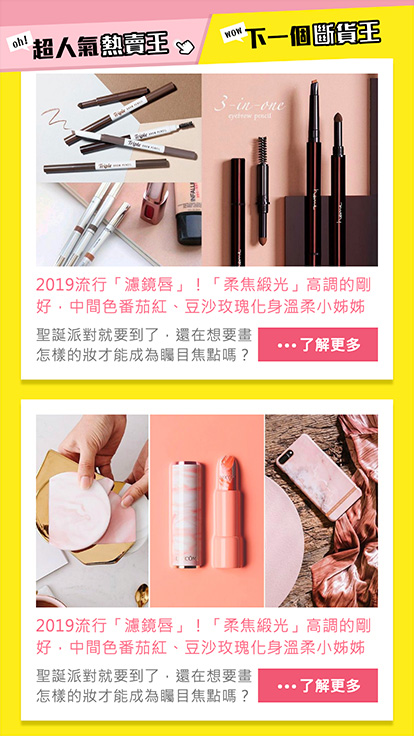 oh! 超人氣熱賣王
WOW 下一個斷貨王
3-in-one
eyebrow pencil
Triple BROW PENCIL
Triple BROW PENCIL
INFALL
2019流行「濾鏡唇」！「柔焦緞光」高調的剛
好，中間色番茄紅、豆沙玫瑰化身溫柔小姊姊
聖誕派對就要到了，還在想要畫
怎樣的妝才能成為矚目焦點嗎？
•••了解更多
2019流行「濾鏡唇」！「柔焦緞光」高調的剛
好，中間色番茄紅、豆沙玫瑰化身溫柔小姊姊
聖誕派對就要到了，還在想要畫
怎樣的妝才能成為矚目焦點嗎？
•••了解更多